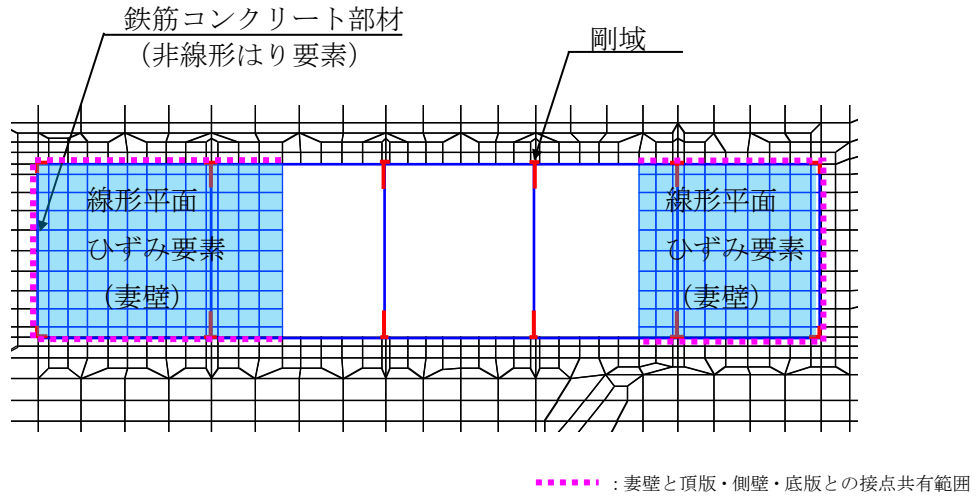 鉄筋コンクリート部材
（非線形はり要素）
剛域
線形平面
ひずみ要素
（妻壁）
線形平面
ひずみ要素
（妻壁）
：妻壁と頂版・側壁・底版との接点共有範囲